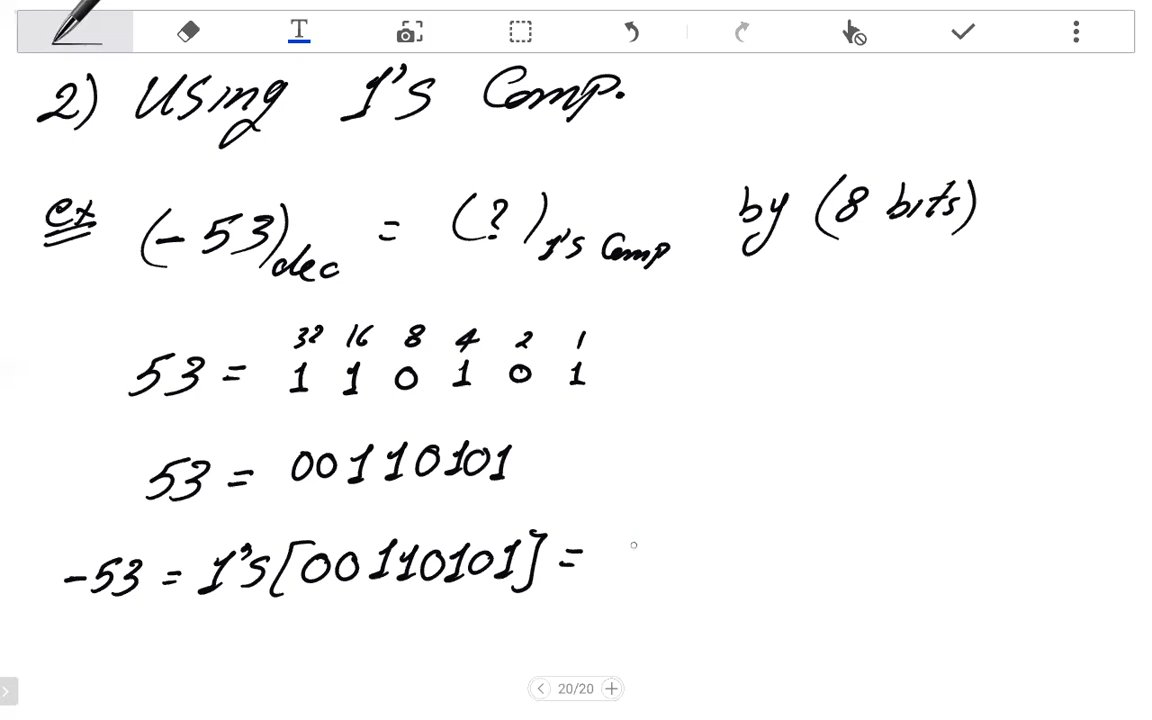 T
2) Using 1's Comp.
ex (- 53)dec = (?)1's Comp by (8 bits)
32 16 8 4 2 1
53 = 1 1 0 1 0 1
53 = 00110101
-53 = 1's[00110101] =
20/20